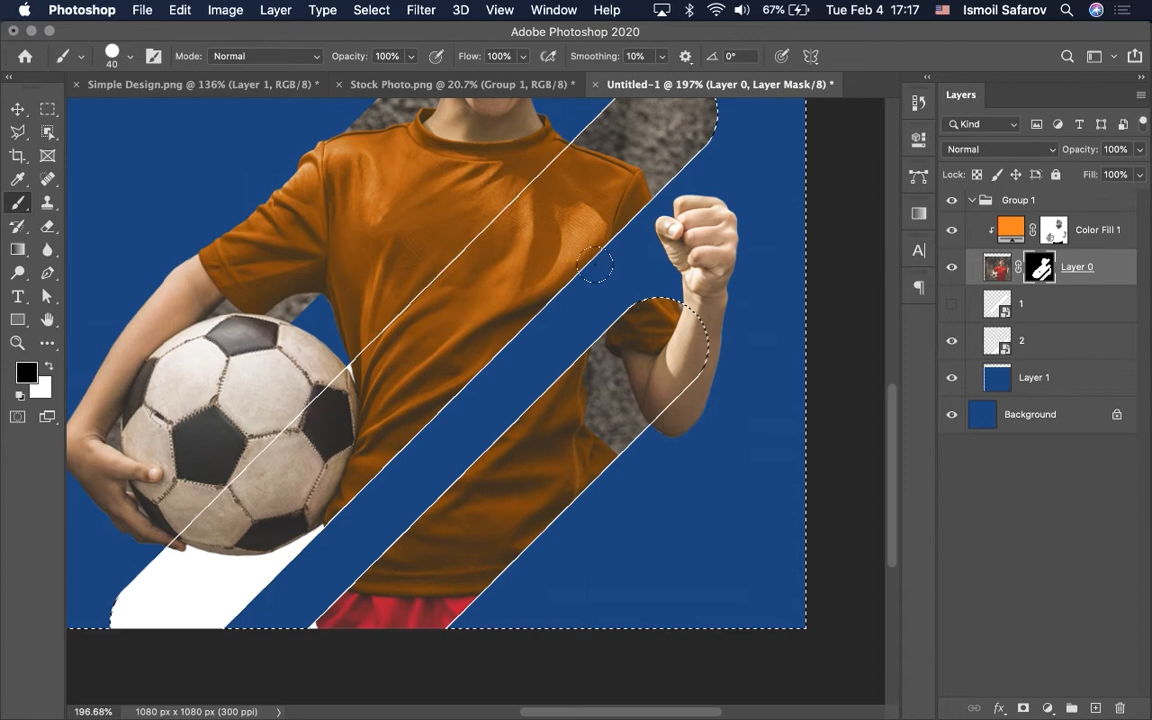 Photoshop File Edit Image Layer Type Select Filter 3D View Window Help 67% Tue Feb 4 17:17 Ismoil Safarov
Adobe Photoshop 2020
40 Mode: Normal Opacity: 100% Flow: 100% Smoothing: 10% 0°
Simple Design.png @ 136% (Layer 1, RGB/8) * Stock Photo.png @ 20.7% (Group 1, RGB/8) * Untitled-1 @ 197% (Layer 0, Layer Mask/8) *
Layers
Kind
Normal Opacity: 100%
Lock: Fill: 100%
Group 1
Color Fill 1
Layer 0
1
2
Layer 1
Background
196.68% 1080 px x 1080 px (300 ppi)